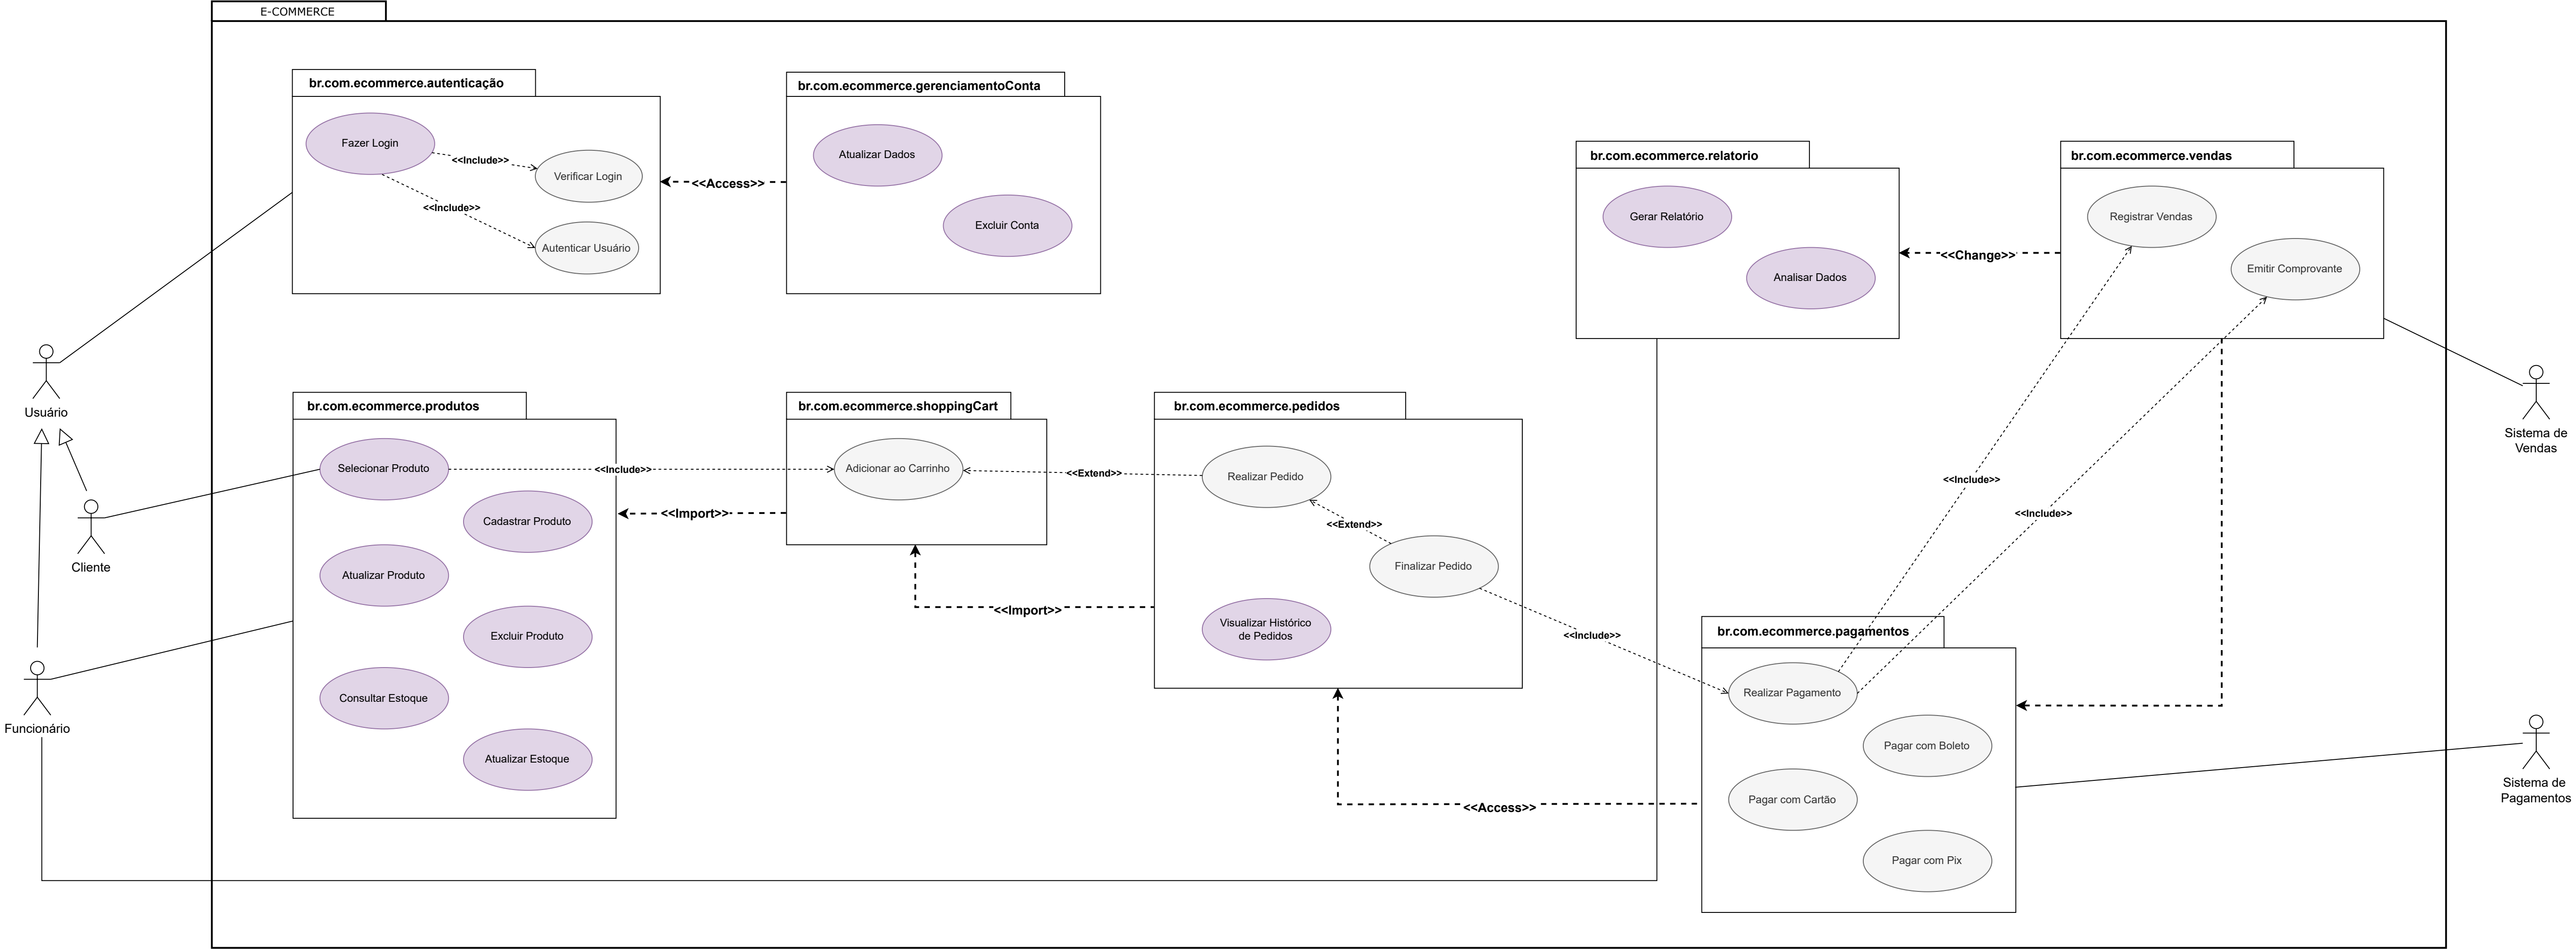 E-COMMERCE
br.com.ecommerce.autenticação
Fazer Login
<<Include>>
Verificar Login
<<Include>>
Autenticar Usuário
<<Access>>
br.com.ecommerce.gerenciamentoConta
Atualizar Dados
Excluir Conta
br.com.ecommerce.relatorio
Gerar Relatório
Analisar Dados
<<Change>>
br.com.ecommerce.vendas
Registrar Vendas
Emitir Comprovante
Usuário
Cliente
Funcionário
br.com.ecommerce.produtos
Selecionar Produto
Cadastrar Produto
Atualizar Produto
Excluir Produto
Consultar Estoque
Atualizar Estoque
<<Include>>
<<Import>>
br.com.ecommerce.shoppingCart
Adicionar ao Carrinho
<<Extend>>
<<Import>>
br.com.ecommerce.pedidos
Realizar Pedido
<<Extend>>
Finalizar Pedido
Visualizar Histórico
de Pedidos
<<Include>>
<<Access>>
<<Include>>
<<Include>>
br.com.ecommerce.pagamentos
Realizar Pagamento
Pagar com Boleto
Pagar com Cartão
Pagar com Pix
Sistema de
Vendas
Sistema de
Pagamentos